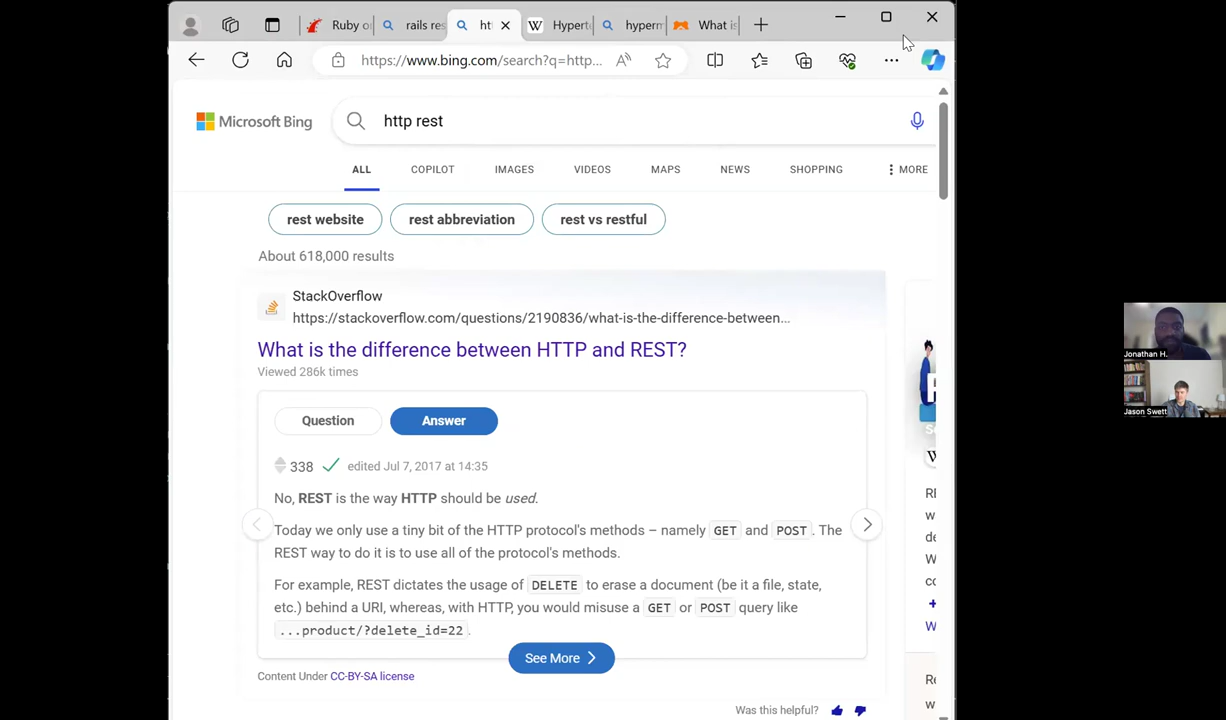 Ruby o
rails res
htt
Hyperte
hyperm
What is
https://www.bing.com/search?q=http...
Microsoft Bing
http rest
ALL
COPILOT
IMAGES
VIDEOS
MAPS
NEWS
SHOPPING
MORE
rest website
rest abbreviation
rest vs restful
About 618,000 results
StackOverflow
https://stackoverflow.com/questions/2190836/what-is-the-difference-between...
What is the difference between HTTP and REST?
Viewed 286k times
Question
Answer
338 edited Jul 7, 2017 at 14:35
No, REST is the way HTTP should be used.
Today we only use a tiny bit of the HTTP protocol's methods – namely GET and POST. The
REST way to do it is to use all of the protocol's methods.
For example, REST dictates the usage of DELETE to erase a document (be it a file, state,
etc.) behind a URI, whereas, with HTTP, you would misuse a GET or POST query like
...product/?delete_id=22.
See More
Content Under CC-BY-SA license
Was this helpful?
Jonathan H.
Jason Swett